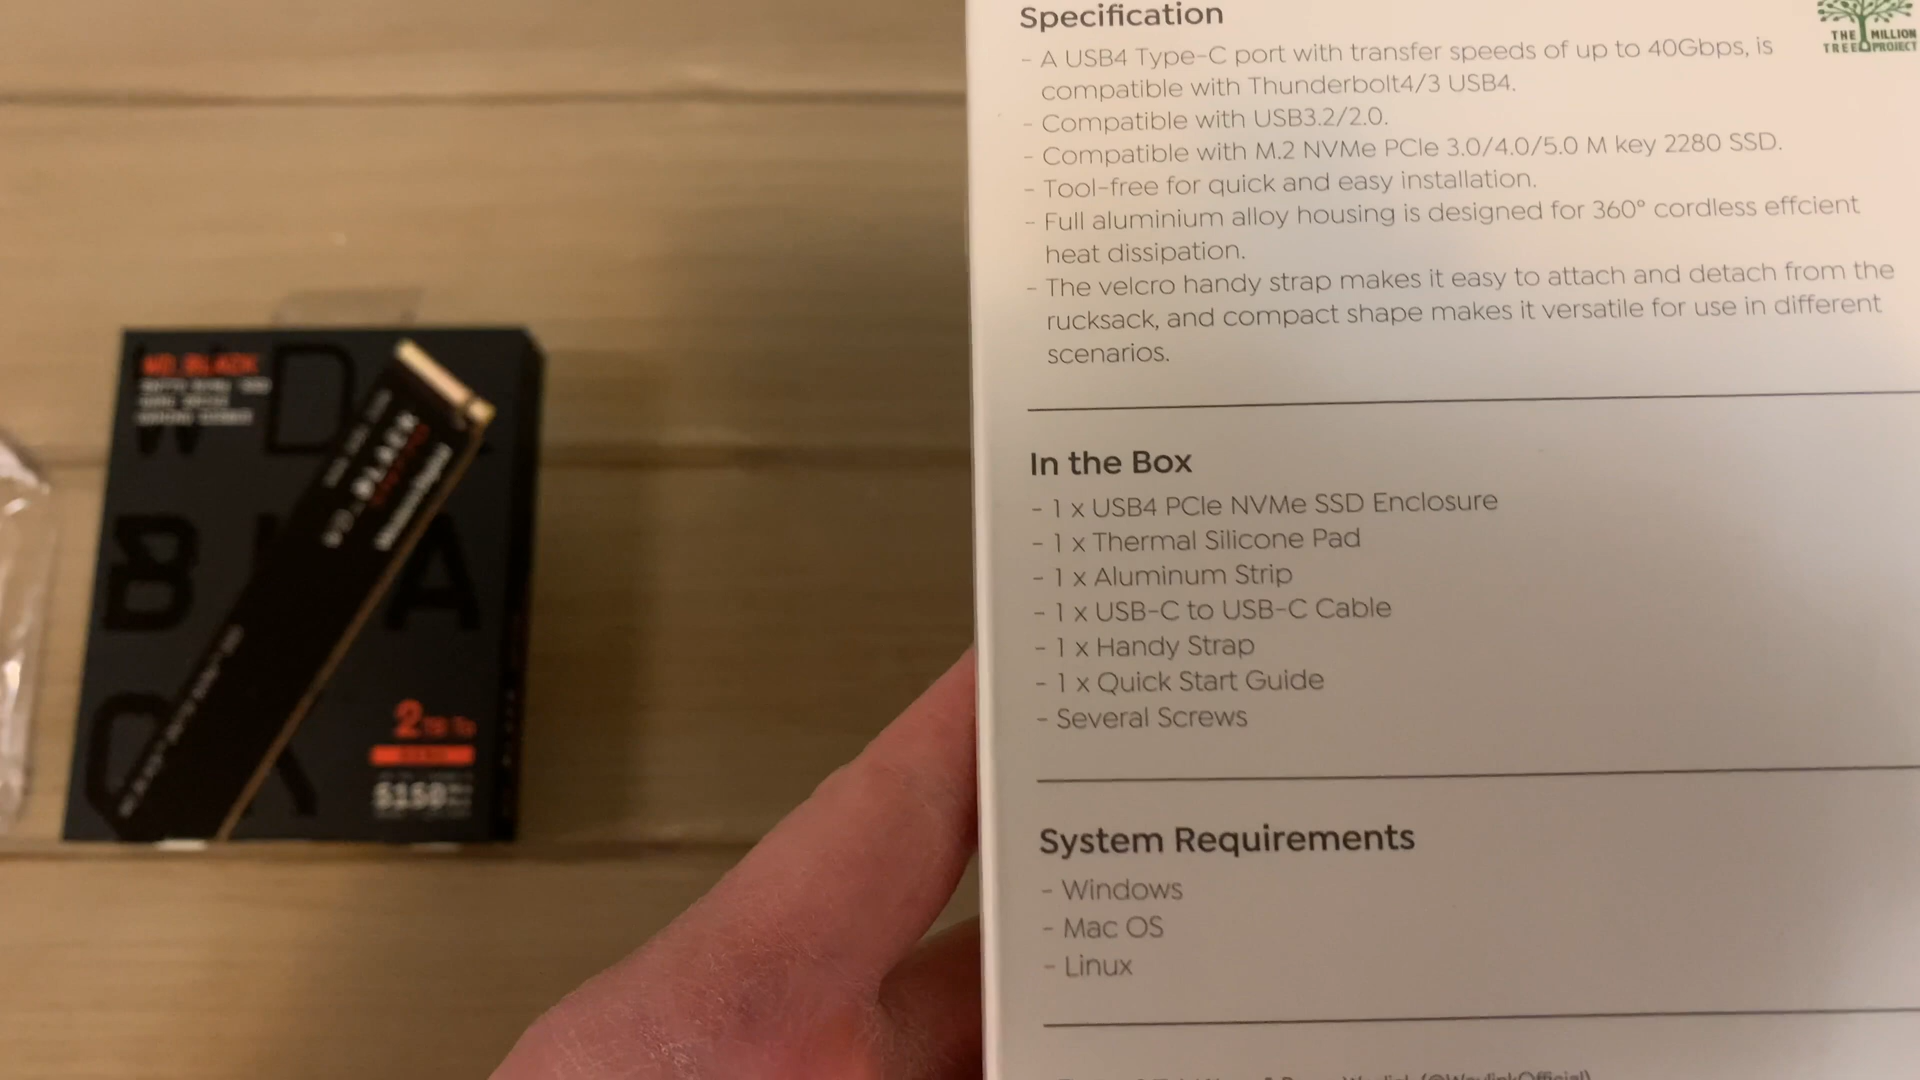 Specification
- A USB4 Type-C port with transfer speeds of up to 40Gbps, is
compatible with Thunderbolt4/3 USB4.
- Compatible with USB3.2/2.0.
- Compatible with M.2 NVMe PCIe 3.0/4.0/5.0 M key 2280 SSD.
- Tool-free for quick and easy installation.
- Full aluminium alloy housing is designed for 360° cordless effcient
heat dissipation.
- The velcro handy strap makes it easy to attach and detach from the
rucksack, and compact shape makes it versatile for use in different
scenarios.
THE MILLION
TREE PROJECT
In the Box
- 1 x USB4 PCIe NVMe SSD Enclosure
- 1 x Thermal Silicone Pad
- 1 x Aluminum Strip
- 1 x USB-C to USB-C Cable
- 1 x Handy Strap
- 1 x Quick Start Guide
- Several Screws
System Requirements
- Windows
- Mac OS
- Linux
WD_BLACK
WD
BLA
CK
2TB To
5150